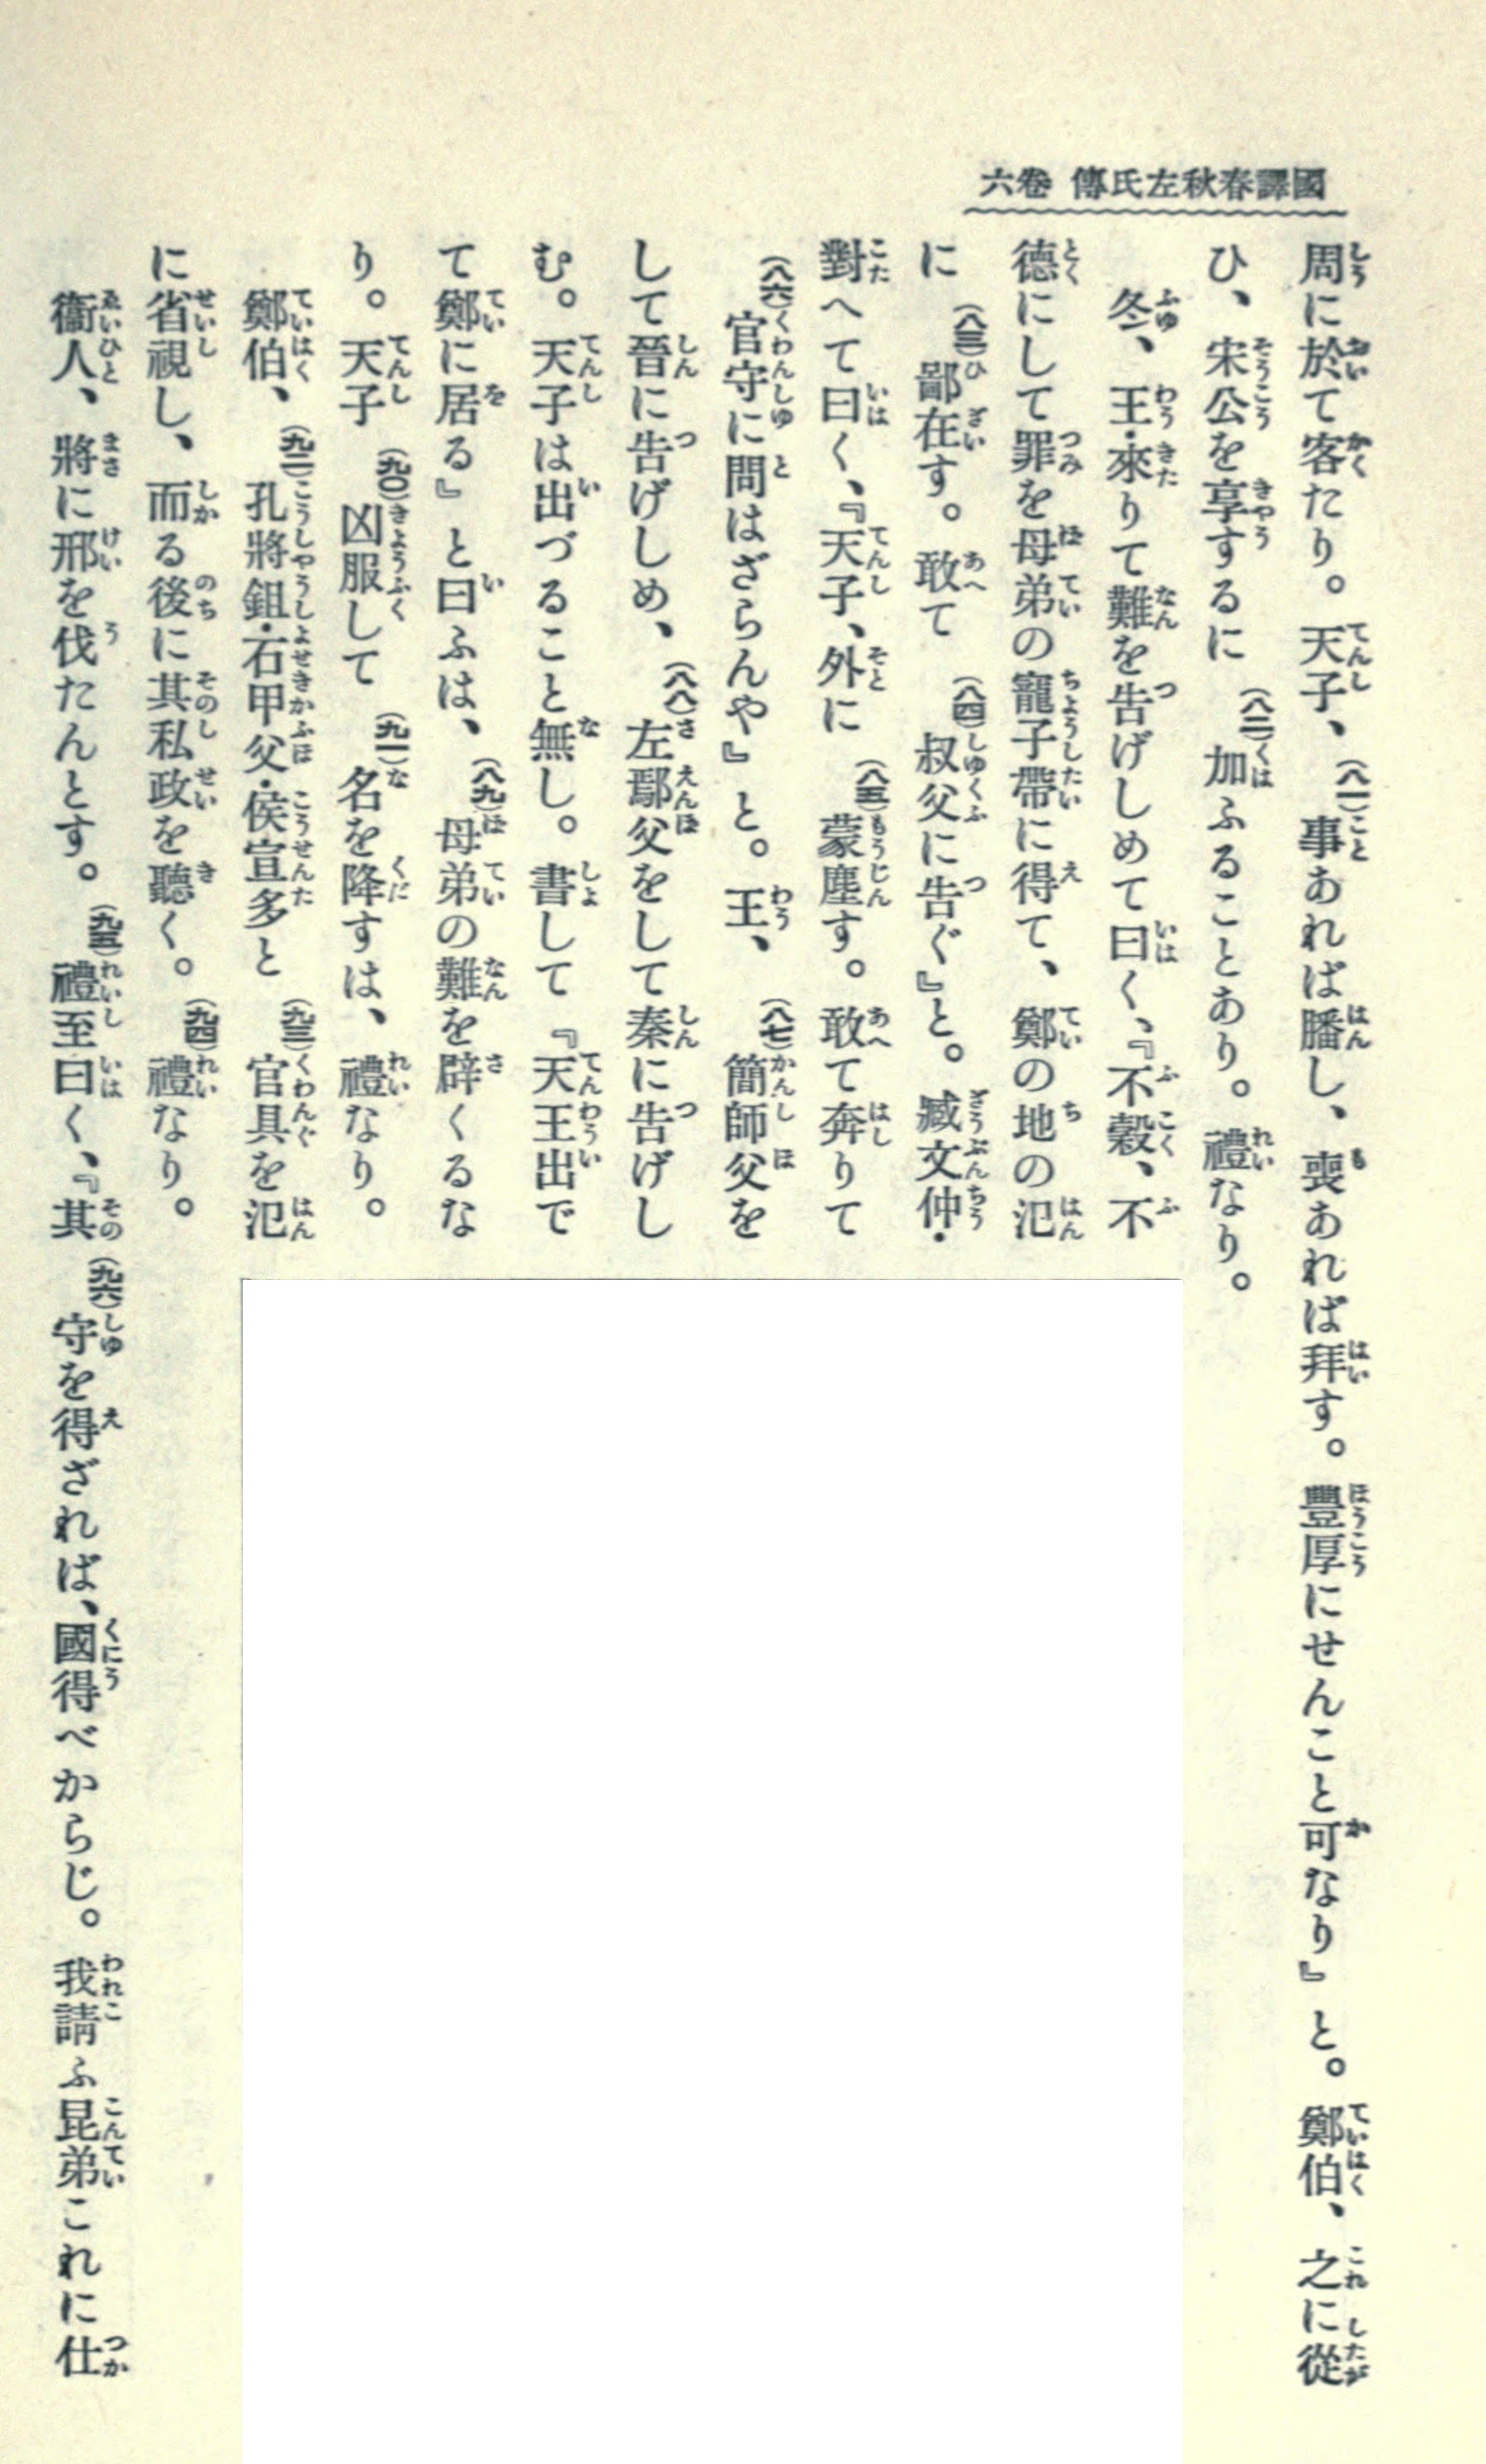 國譯春秋左氏傳 卷六
周に於て客たり。天子、(八一)事あれば膰し、喪あれば拜す。豐厚にせんこと可なり』と。鄭伯、之に從
ひ、宋公を享するに(八二)加ふることあり。禮なり。
冬、王・來りて難を告げしめて曰く、『不穀、不
德にして罪を母弟の寵子帶に得て、鄭の地の氾
に(八三)鄙在す。敢て(八四)叔父に告ぐ』と。臧文仲・
對へて曰く、『天子、外に(八五)蒙塵す。敢て奔りて
(八六)官守に問はざらんや』と。王、(八七)簡師父を
して晉に告げしめ、(八八)左鄢父をして秦に告げし
む。天子は出づること無し。書して『天王出で
て鄭に居る』と曰ふは、(八九)母弟の難を辟くるな
り。天子(九〇)凶服して(九一)名を降すは、禮なり。
鄭伯、(九二)孔將鉏・石甲父・侯宣多と(九三)官具を氾
に省視し、而る後に其私政を聽く。(九四)禮なり。
衞人、將に邢を伐たんとす。(九五)禮至曰く、『其(九六)守を得ざれば、國得べからじ。我請ふ昆弟これに仕